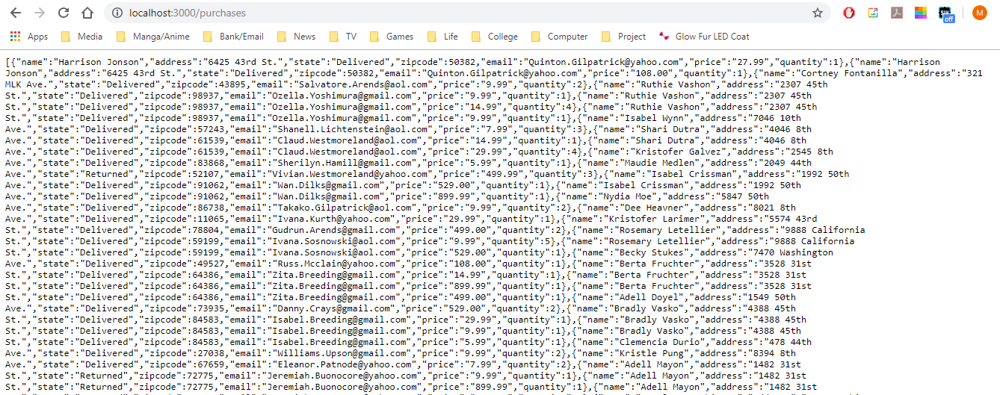 localhost:3000/purchases
off
M
Apps Media Manga/Anime Bank/Email News TV Games Life College Computer Project Glow Fur LED Coat
[{"name":"Harrison Jonson","address":"6425 43rd St.","state":"Delivered","zipcode":50382,"email":"Quinton.Gilpatrick@yahoo.com","price":"27.99","quantity":1},{"name":"Harrison
Jonson","address":"6425 43rd St.","state":"Delivered","zipcode":50382,"email":"Quinton.Gilpatrick@yahoo.com","price":"108.00","quantity":1},{"name":"Cortney Fontanilla","address":"321
MLK Ave.","state":"Delivered","zipcode":43895,"email":"Salvatore.Arends@aol.com","price":"9.99","quantity":2},{"name":"Ruthie Vashon","address":"2307 45th
St.","state":"Delivered","zipcode":98937,"email":"Ozella.Yoshimura@gmail.com","price":"9.99","quantity":1},{"name":"Ruthie Vashon","address":"2307 45th
St.","state":"Delivered","zipcode":98937,"email":"Ozella.Yoshimura@gmail.com","price":"14.99","quantity":4},{"name":"Ruthie Vashon","address":"2307 45th
St.","state":"Delivered","zipcode":98937,"email":"Ozella.Yoshimura@gmail.com","price":"9.99","quantity":1},{"name":"Isabel Wynn","address":"7046 10th
Ave.","state":"Delivered","zipcode":57243,"email":"Shanell.Lichtenstein@aol.com","price":"7.99","quantity":3},{"name":"Shari Dutra","address":"4046 8th
Ave.","state":"Delivered","zipcode":61539,"email":"Claud.Westmoreland@aol.com","price":"14.99","quantity":1},{"name":"Shari Dutra","address":"4046 8th
Ave.","state":"Delivered","zipcode":61539,"email":"Claud.Westmoreland@aol.com","price":"29.99","quantity":4},{"name":"Kristofer Galvez","address":"2545 8th
Ave.","state":"Delivered","zipcode":83868,"email":"Sherilyn.Hamill@gmail.com","price":"5.99","quantity":1},{"name":"Maudie Medlen","address":"2049 44th
Ave.","state":"Returned","zipcode":52107,"email":"Vivian.Westmoreland@yahoo.com","price":"499.99","quantity":3},{"name":"Isabel Crissman","address":"1992 50th
Ave.","state":"Delivered","zipcode":91062,"email":"Wan.Dilks@gmail.com","price":"529.00","quantity":1},{"name":"Isabel Crissman","address":"1992 50th
Ave.","state":"Delivered","zipcode":91062,"email":"Wan.Dilks@gmail.com","price":"899.99","quantity":1},{"name":"Nydia Moe","address":"5847 50th
Ave.","state":"Delivered","zipcode":86738,"email":"Takako.Gilpatrick@aol.com","price":"9.99","quantity":2},{"name":"Dee Heavner","address":"8021 8th
Ave.","state":"Delivered","zipcode":11065,"email":"Ivana.Kurth@yahoo.com","price":"29.99","quantity":1},{"name":"Kristofer Larimer","address":"5574 43rd
St.","state":"Delivered","zipcode":78804,"email":"Gudrun.Arends@gmail.com","price":"499.00","quantity":2},{"name":"Rosemary Letellier","address":"9888 California
St.","state":"Delivered","zipcode":59199,"email":"Ivana.Sosnowski@aol.com","price":"9.99","quantity":5},{"name":"Rosemary Letellier","address":"9888 California
St.","state":"Delivered","zipcode":59199,"email":"Ivana.Sosnowski@aol.com","price":"529.00","quantity":1},{"name":"Becky Stukes","address":"7470 Washington
Ave.","state":"Delivered","zipcode":49527,"email":"Russ.Mcclain@yahoo.com","price":"108.00","quantity":1},{"name":"Berta Fruchter","address":"3528 31st
St.","state":"Delivered","zipcode":64386,"email":"Zita.Breeding@gmail.com","price":"14.99","quantity":1},{"name":"Berta Fruchter","address":"3528 31st
St.","state":"Delivered","zipcode":64386,"email":"Zita.Breeding@gmail.com","price":"899.99","quantity":1},{"name":"Berta Fruchter","address":"3528 31st
St.","state":"Delivered","zipcode":64386,"email":"Zita.Breeding@gmail.com","price":"499.00","quantity":1},{"name":"Adell Doyel","address":"1549 50th
Ave.","state":"Delivered","zipcode":73935,"email":"Danny.Crays@gmail.com","price":"529.00","quantity":2},{"name":"Bradly Vasko","address":"4388 45th
St.","state":"Delivered","zipcode":84583,"email":"Isabel.Breeding@gmail.com","price":"29.99","quantity":1},{"name":"Bradly Vasko","address":"4388 45th
St.","state":"Delivered","zipcode":84583,"email":"Isabel.Breeding@gmail.com","price":"9.99","quantity":1},{"name":"Bradly Vasko","address":"4388 45th
St.","state":"Delivered","zipcode":84583,"email":"Isabel.Breeding@gmail.com","price":"5.99","quantity":1},{"name":"Clemencia Durio","address":"478 44th
Ave.","state":"Delivered","zipcode":27038,"email":"Williams.Upson@gmail.com","price":"9.99","quantity":2},{"name":"Kristle Pung","address":"8394 8th
Ave.","state":"Delivered","zipcode":67659,"email":"Eleanor.Patnode@yahoo.com","price":"7.99","quantity":2},{"name":"Adell Mayon","address":"1482 31st
St.","state":"Returned","zipcode":72775,"email":"Jeremiah.Buonocore@yahoo.com","price":"9.99","quantity":1},{"name":"Adell Mayon","address":"1482 31st
St.","state":"Returned","zipcode":72775,"email":"Jeremiah.Buonocore@yahoo.com","price":"899.99","quantity":1},{"name":"Adell Mayon","address":"1482 31st